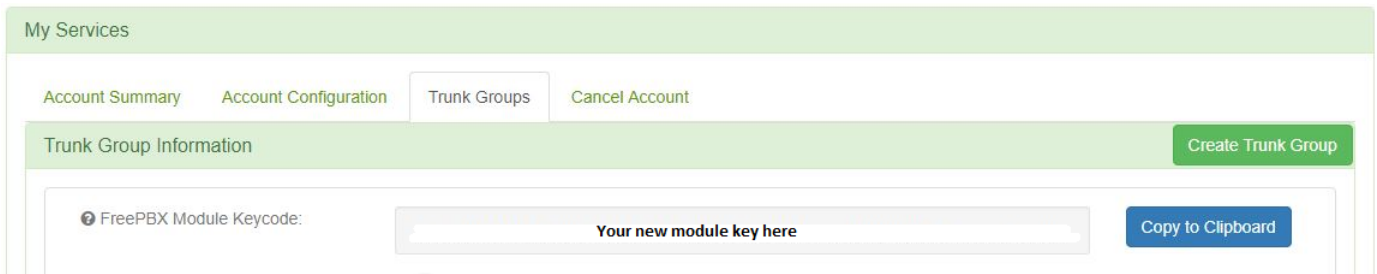 My Services
Account Summary Account Configuration Trunk Groups Cancel Account
Trunk Group Information Create Trunk Group
FreePBX Module Keycode: Your new module key here Copy to Clipboard